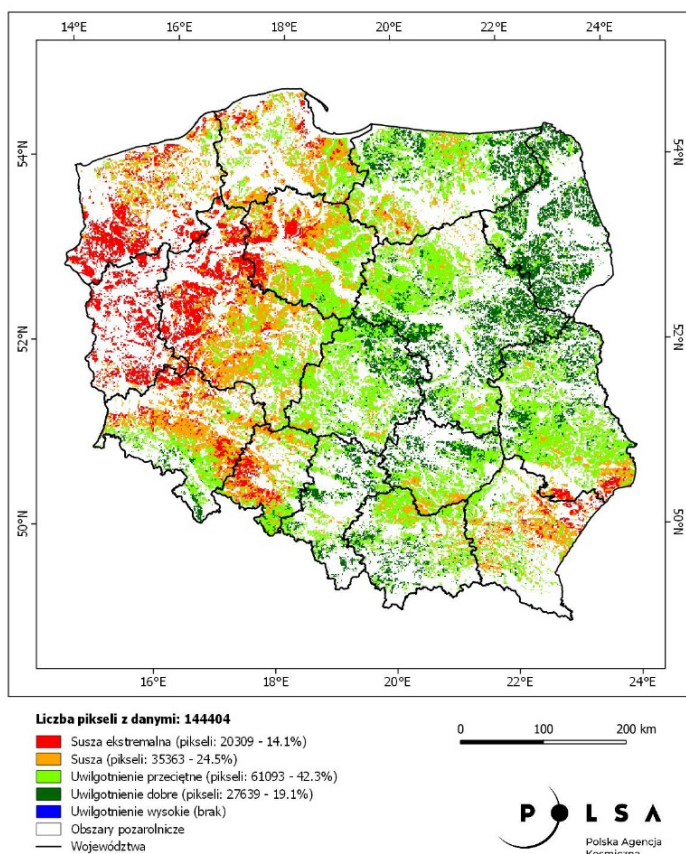 14°E 16°E 18°E 20°E 22°E 24°E
54°N 54°N
52°N 52°N
50°N 50°N
16°E 18°E 20°E 22°E 24°E
Liczba pikseli z danymi: 144404
Susza ekstremalna (pikseli: 20309 - 14.1%)
Susza (pikseli: 35363 - 24.5%)
Uwilgotnienie przeciętne (pikseli: 61093 - 42.3%)
Uwilgotnienie dobre (pikseli: 27639 - 19.1%)
Uwilgotnienie wysokie (brak)
Obszary pozarolnicze
Województwa
0 100 200 km
POLSA
Polska Agencja
Kosmiczna